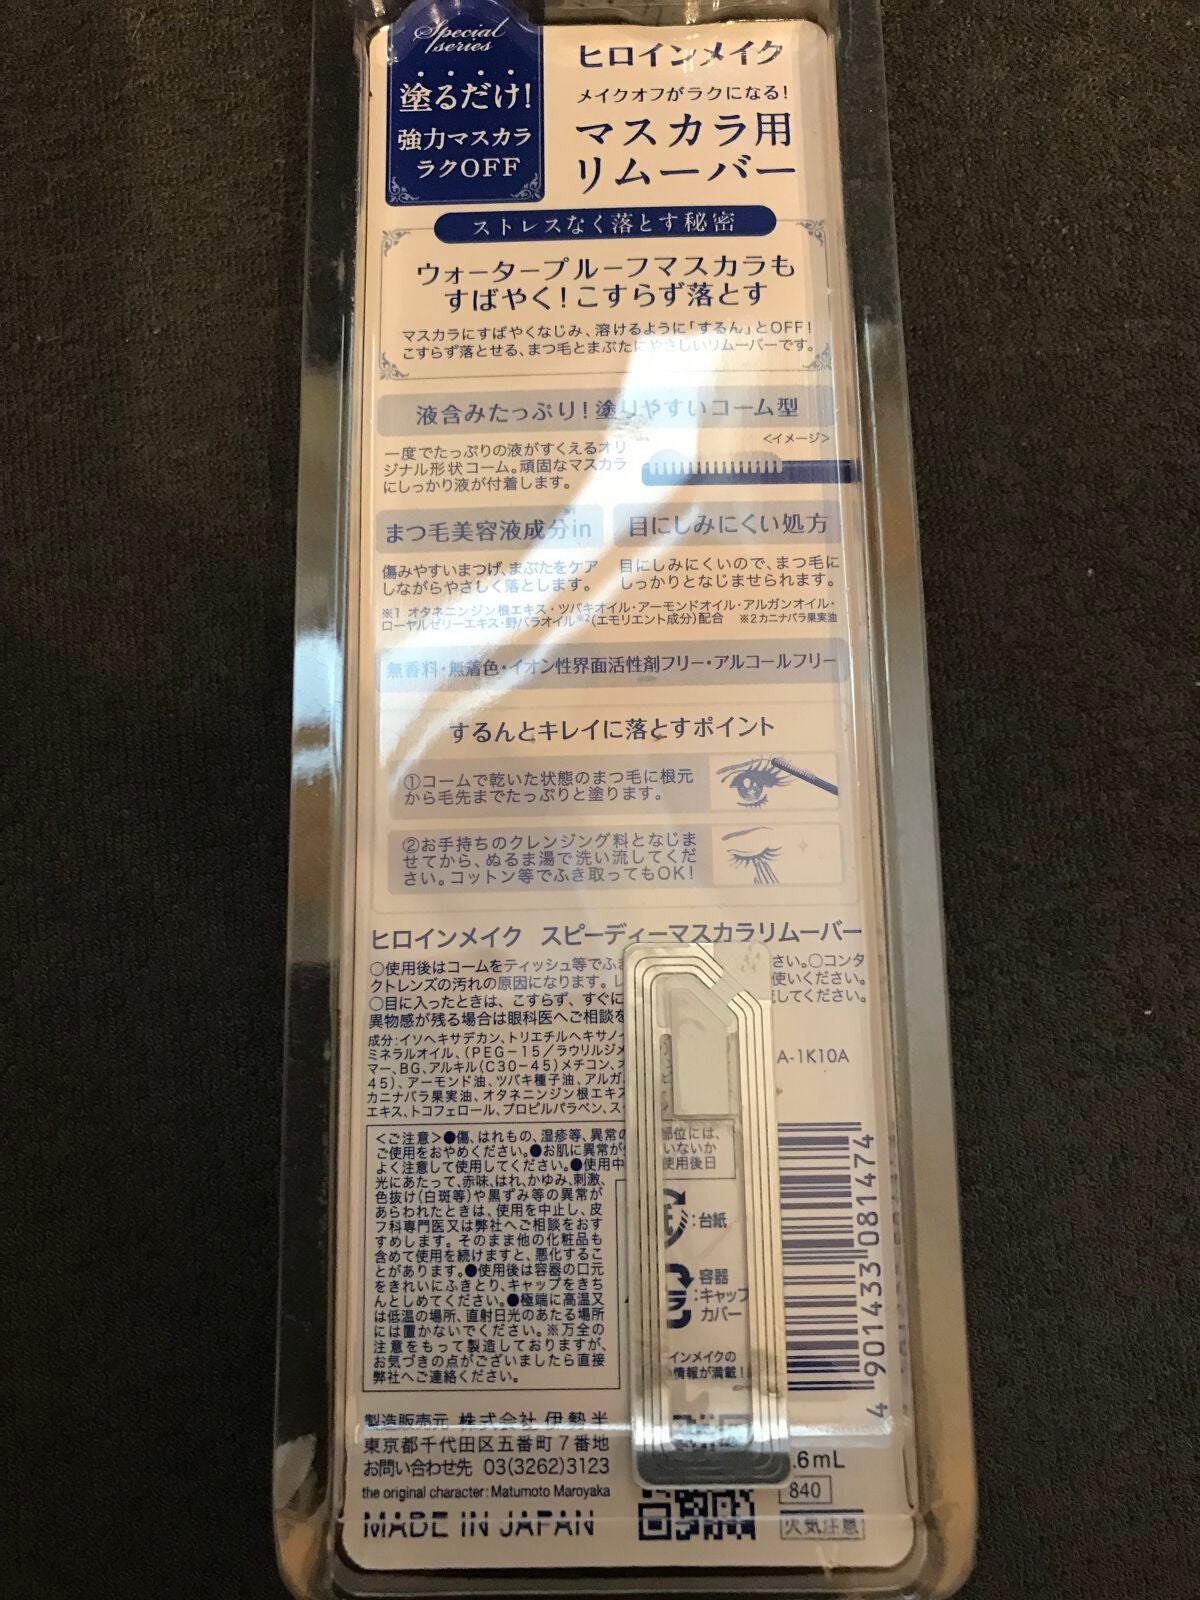 Special
series
塗るだけ!
強力マスカラ
ラクOFF
ヒロインメイク
メイクオフがラクになる!
マスカラ用
リムーバー
ストレスなく落とす秘密
ウォータープルーフマスカラも
すばやく!こすらず落とす
マスカラにすばやくなじみ、溶けるように「するん」とOFF!
こすらず落とせる、まつ毛とまぶたにやさしいリムーバーです。
液含みたっぷり!塗りやすいコーム型
<イメージ>
一度でたっぷりの液がすくえるオリ
ジナル形状コーム。頑固なマスカラ
にしっかり液が付着します。
まつ毛美容液成分in
傷みやすいまつげ、まぶたをケア
しながらやさしく落とします。
目にしみにくい処方
目にしみにくいので、まつ毛に
しっかりとなじませられます。
※1 オタネニンジン根エキス・ツバキオイル・アーモンドオイル・アルガンオイル・
ローヤルゼリーエキス・野バラオイル※2(エモリエント成分)配合 ※2カニナバラ果実油
無香料・無着色・イオン性界面活性剤フリー・アルコールフリー
するんとキレイに落とすポイント
①コームで乾いた状態のまつ毛に根元
から毛先までたっぷりと塗ります。
②お手持ちのクレンジング料となじま
せてから、ぬるま湯で洗い流してくだ
さい。コットン等でふき取ってもOK!
ヒロインメイク スピーディーマスカラリムーバー
○使用後はコームをティッシュ等でふ さい。○コンタ
クトレンズの汚れの原因になります。 使いください。
○目に入ったときは、こすらず、すぐに してください。
異物感が残る場合は眼科医へご相談を
成分:イソヘキサデカン、トリエチルヘキサノイ
ミネラルオイル、(PEG-15/ラウリルジメ
マー、BG、アルキル(C30-45)メチコン、
45)、アーモンド油、ツバキ種子油、アルガ
カニナバラ果実油、オタネニンジン根エキス
エキス、トコフェロール、プロピルパラベン、ス
A-1K10A
<ご注意>●傷、はれもの、湿疹等、異常の 部位には、
ご使用をおやめください。●お肌に異常が いないか
よく注意して使用してください。●使用中 使用後日
光にあたって、赤味、はれ、かゆみ、刺激、
色抜け(白斑等)や黒ずみ等の異常が
あらわれたときは、使用を中止し、皮
フ科専門医又は弊社へご相談をおす
すめします。そのまま他の化粧品も
含めて使用を続けますと、悪化するこ
とがあります。●使用後は容器の口元
をきれいにふきとり、キャップをきち
んとしめてください。●極端に高温又
は低温の場所、直射日光のあたる場所
には置かないでください。※万全の
注意をもって製造しておりますが、
お気づきの点がございましたら直接
弊社へご連絡ください。
:台紙
容器
:キャップ
カバー
インメイクの
情報が満載!
4 901433 081474
製造販売元 株式会社 伊勢半
東京都千代田区五番町7番地
お問い合わせ先 03(3262)3123
the original character: Matumoto Maroyaka
MADE IN JAPAN
.6mL
840
火気注意